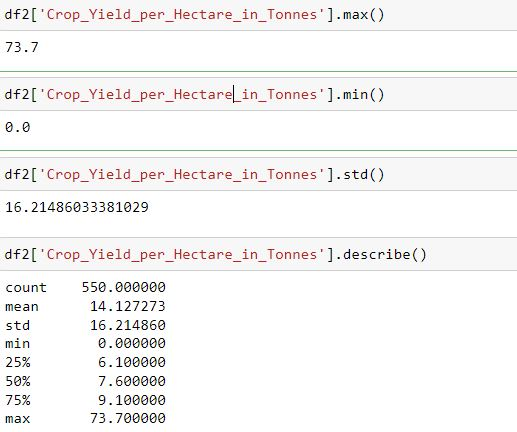 df2['Crop_Yield_per_Hectare_in_Tonnes'].max()
73.7
df2['Crop_Yield_per_Hectare_in_Tonnes'].min()
0.0
df2['Crop_Yield_per_Hectare_in_Tonnes'].std()
16.21486033381029
df2['Crop_Yield_per_Hectare_in_Tonnes'].describe()
count    550.000000
mean      14.127273
std       16.214860
min        0.000000
25%        6.100000
50%        7.600000
75%        9.100000
max       73.700000